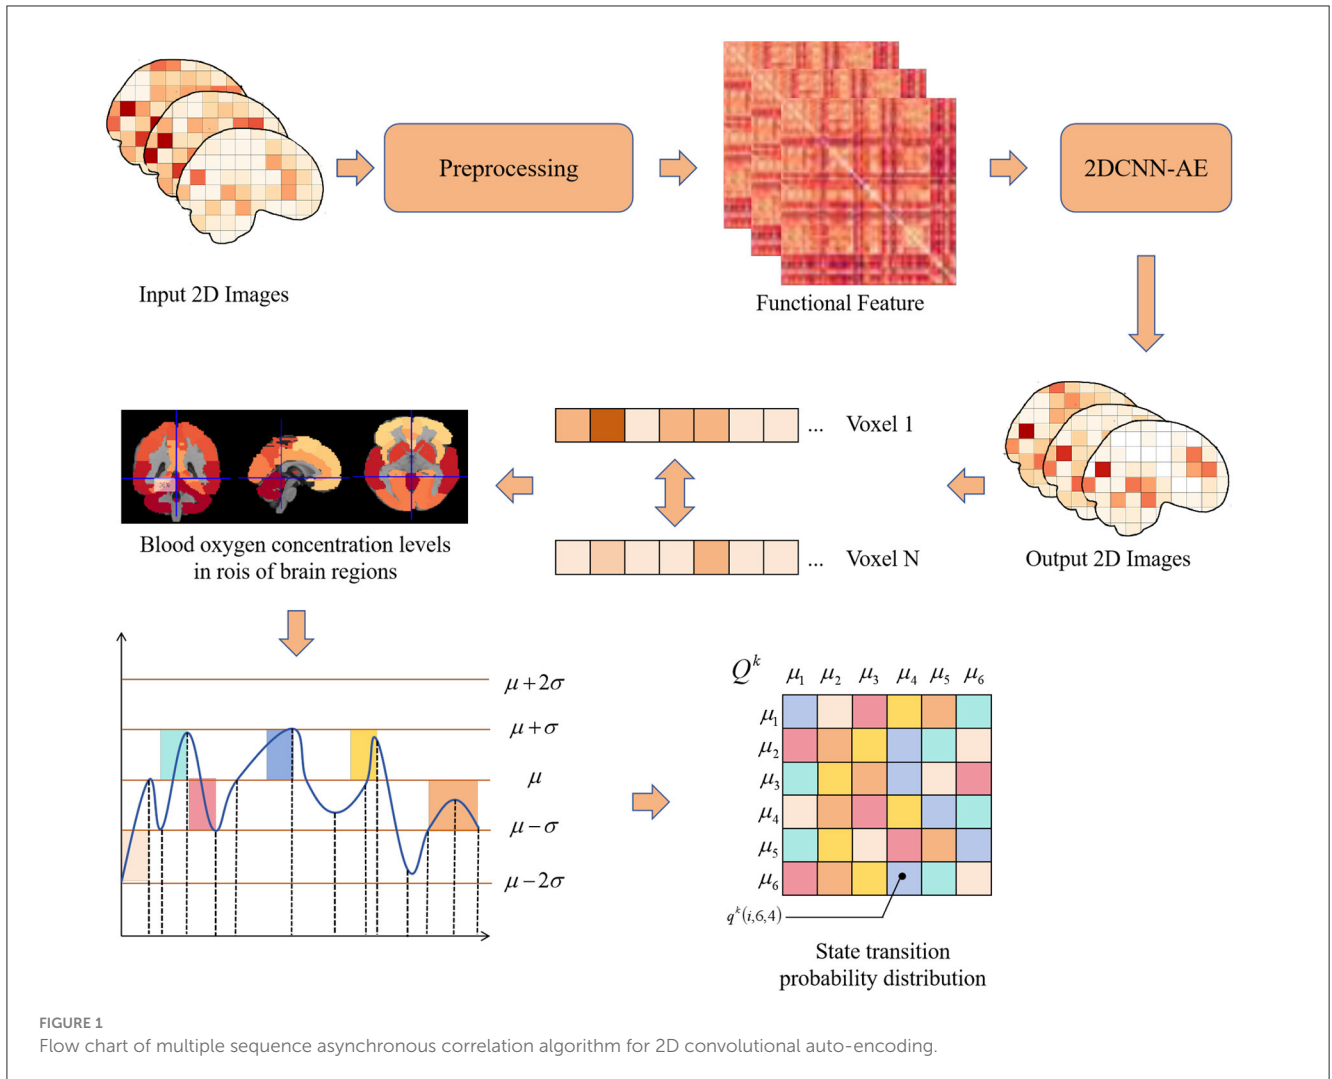 Preprocessing
2DCNN-AE
Input 2D Images
Functional Feature
... Voxel 1
... Voxel N
Blood oxygen concentration levels
in rois of brain regions
Output 2D Images
μ+2σ
μ+σ
μ
μ−σ
μ−2σ
Q^k
μ₁ μ₂ μ₃ μ₄ μ₅ μ₆
μ₁
μ₂
μ₃
μ₄
μ₅
μ₆
q^k(i,6,4)
State transition
probability distribution
FIGURE 1
Flow chart of multiple sequence asynchronous correlation algorithm for 2D convolutional auto-encoding.